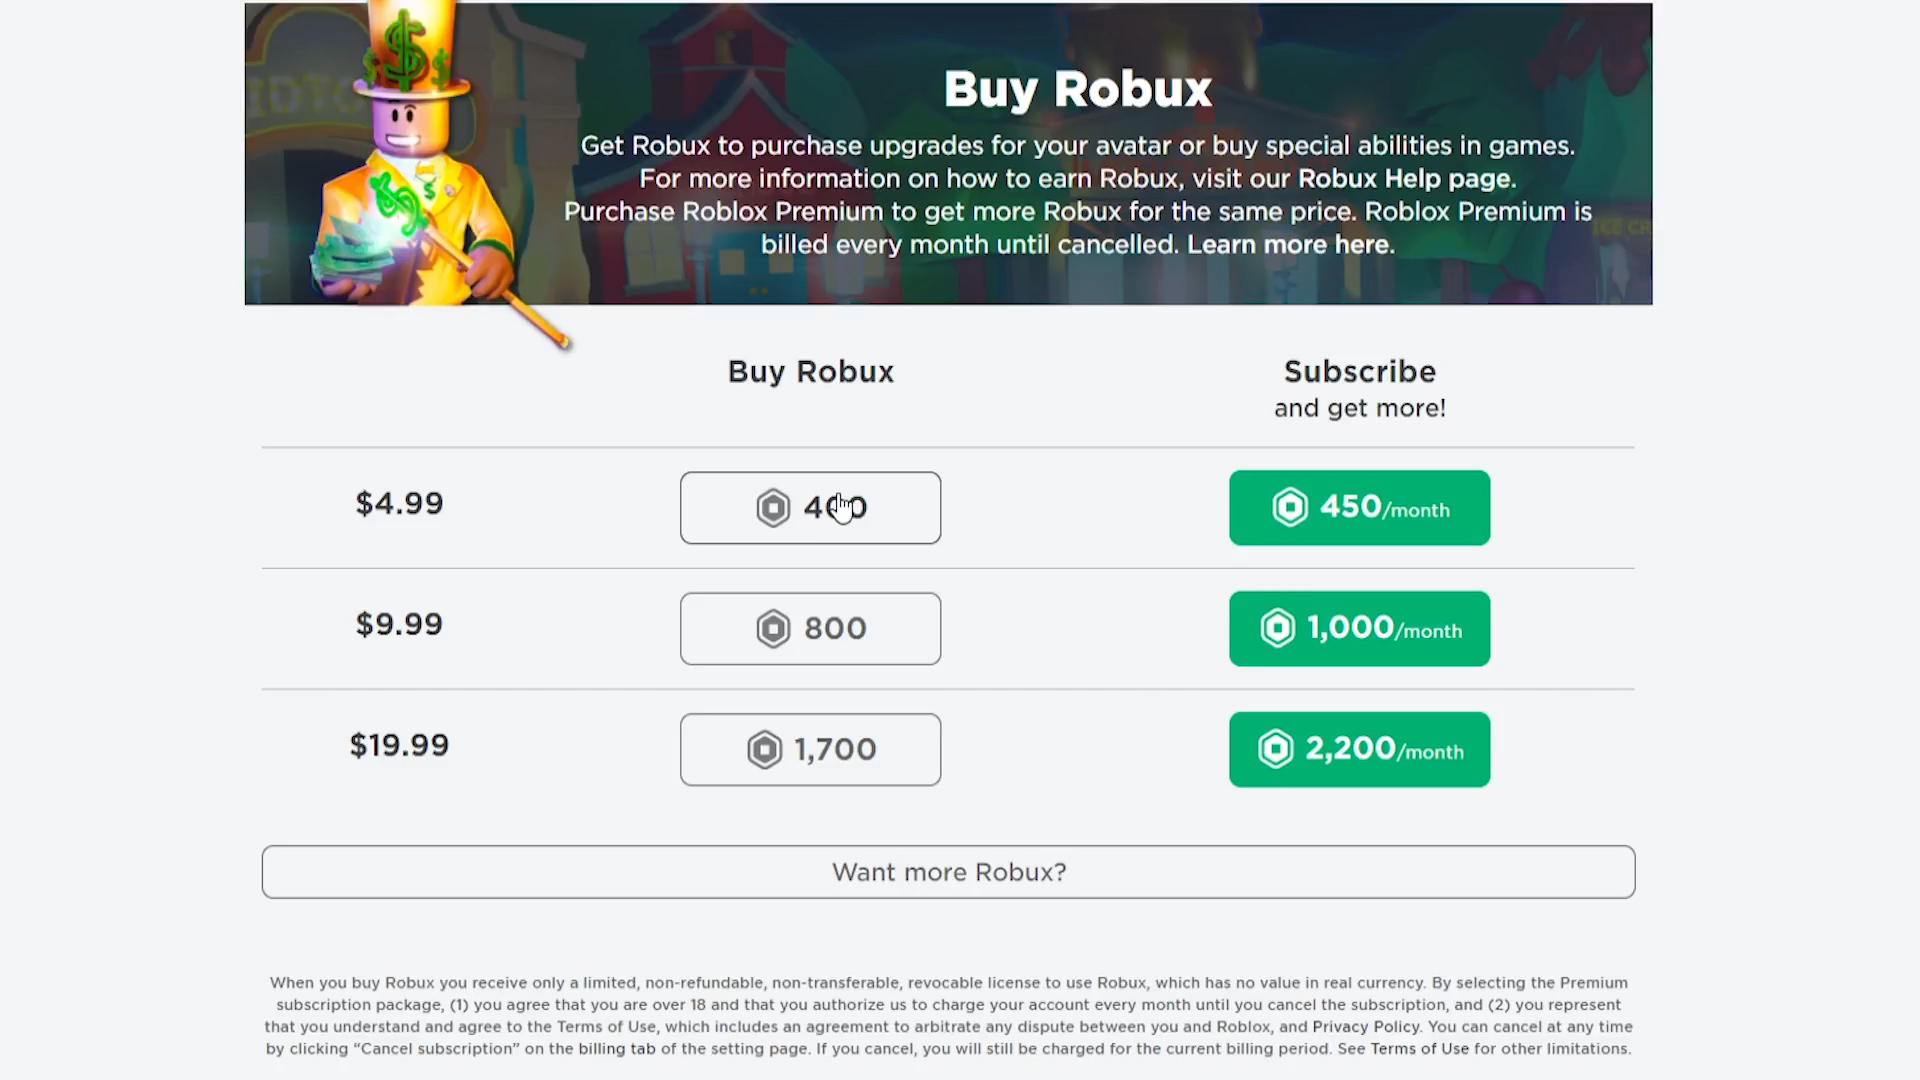 Buy Robux
Get Robux to purchase upgrades for your avatar or buy special abilities in games.
For more information on how to earn Robux, visit our Robux Help page.
Purchase Roblox Premium to get more Robux for the same price. Roblox Premium is
billed every month until cancelled. Learn more here.
Buy Robux
Subscribe
and get more!
$4.99
400
450/month
$9.99
800
1,000/month
$19.99
1,700
2,200/month
Want more Robux?
When you buy Robux you receive only a limited, non-refundable, non-transferable, revocable license to use Robux, which has no value in real currency. By selecting the Premium
subscription package, (1) you agree that you are over 18 and that you authorize us to charge your account every month until you cancel the subscription, and (2) you represent
that you understand and agree to the Terms of Use, which includes an agreement to arbitrate any dispute between you and Roblox, and Privacy Policy. You can cancel at any time
by clicking “Cancel subscription” on the billing tab of the setting page. If you cancel, you will still be charged for the current billing period. See Terms of Use for other limitations.